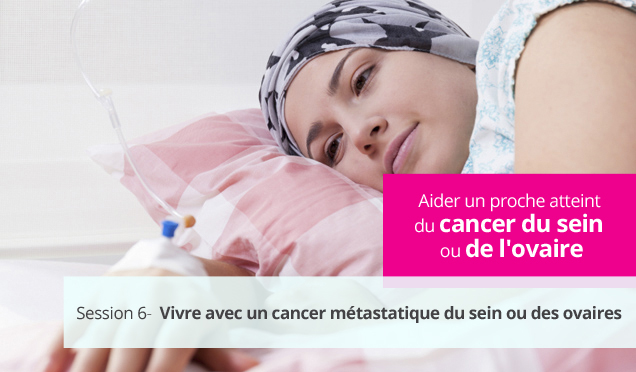 Aider un proche atteint
du cancer du sein
ou de l'ovaire
Session 6- Vivre avec un cancer métastatique du sein ou des ovaires